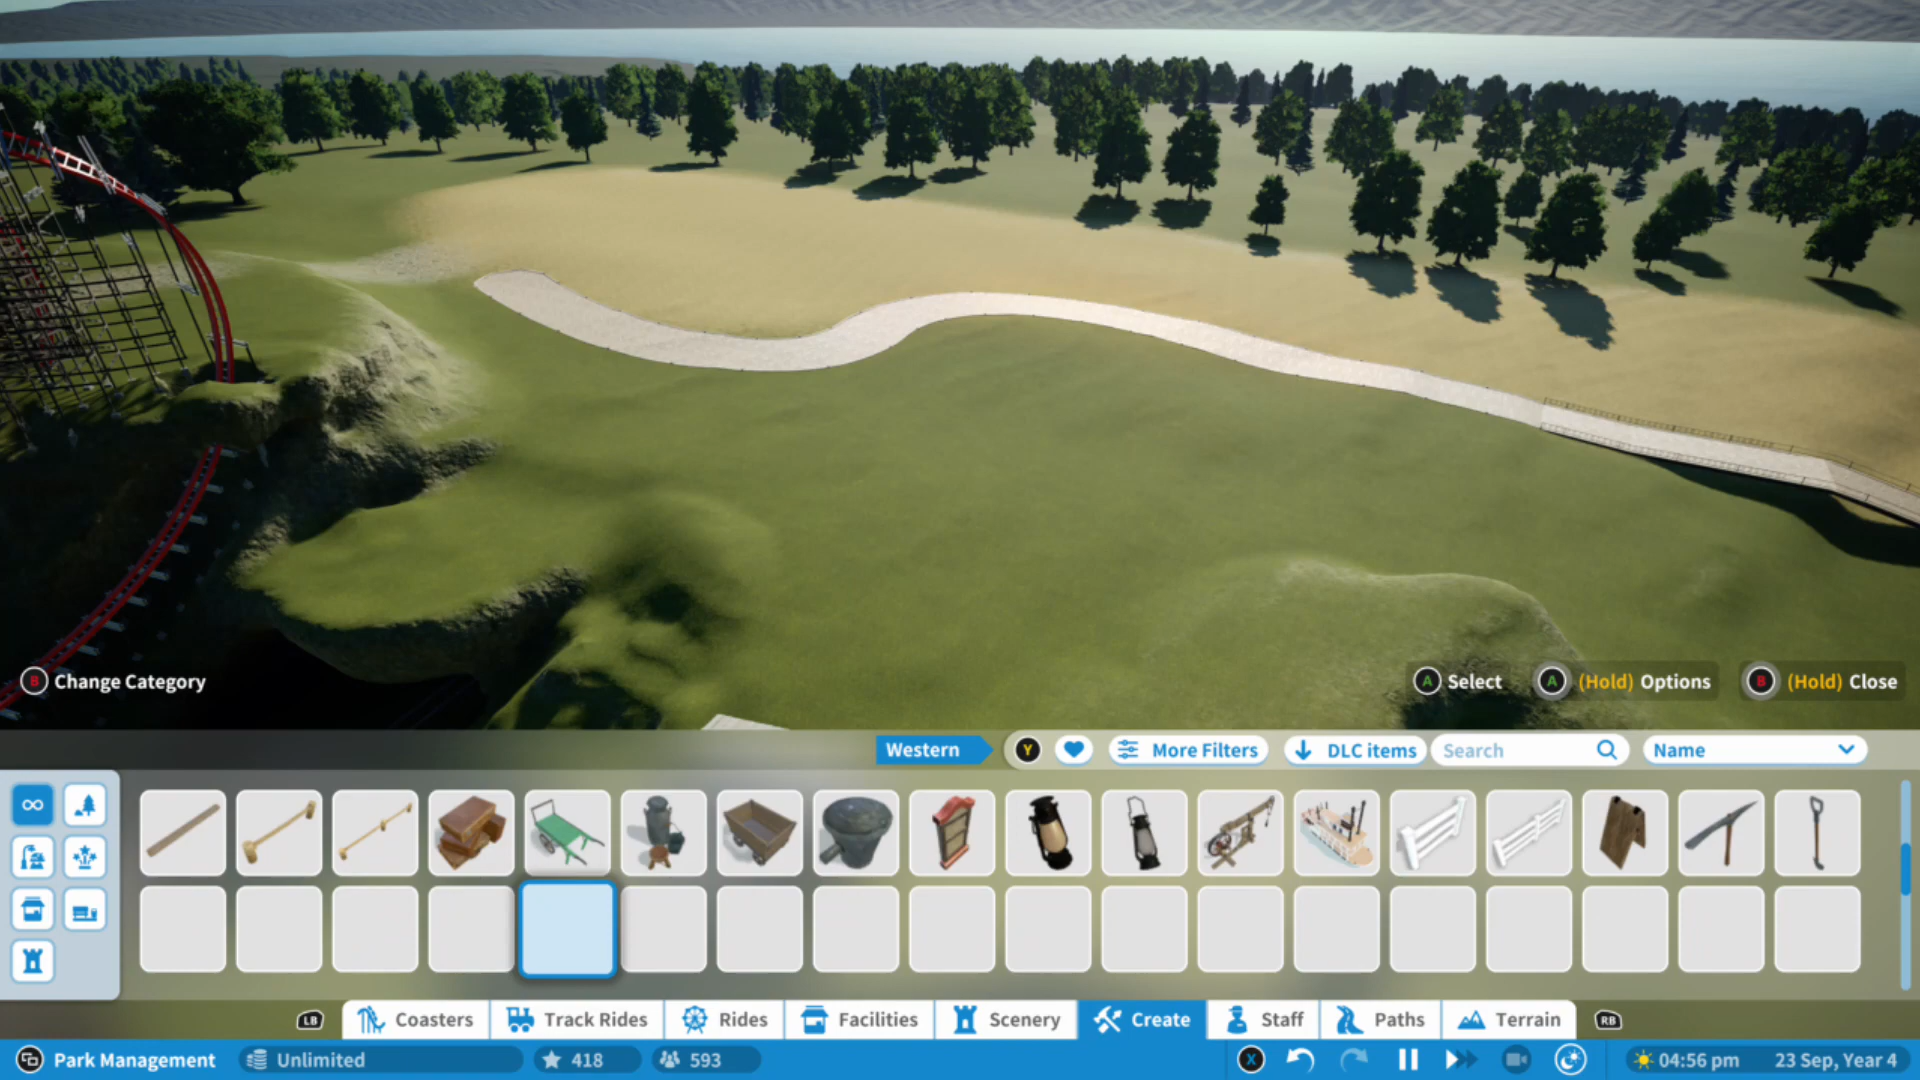 B Change Category
A Select A (Hold) Options B (Hold) Close
Western Y More Filters DLC items Search Name
LB Coasters Track Rides Rides Facilities Scenery Create Staff Paths Terrain RB
Park Management Unlimited 418 593 X 04:56 pm 23 Sep, Year 4